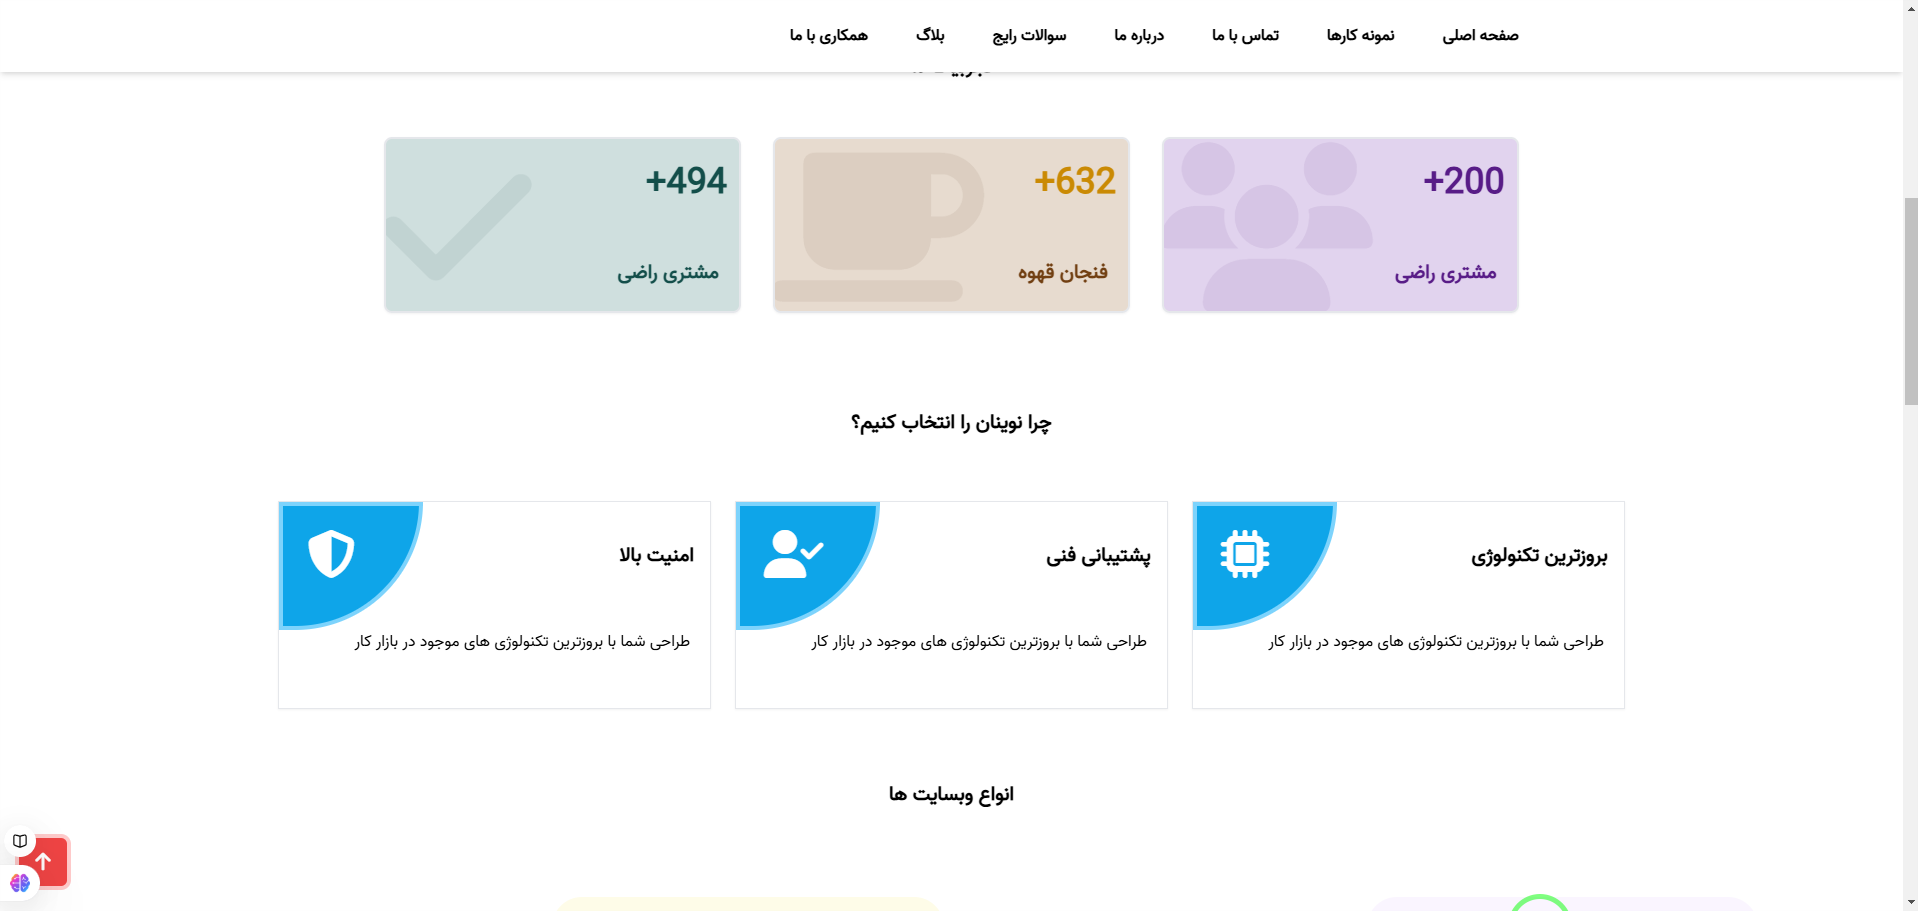 صفحه اصلی
نمونه کارها
تماس با ما
درباره ما
سوالات رایج
بلاگ
همکاری با ما
+200
مشتری راضی
+632
فنجان قهوه
+494
مشتری راضی
چرا نوینان را انتخاب کنیم؟
بروزترین تکنولوژی
طراحی شما با بروزترین تکنولوژی های موجود در بازار کار
پشتیبانی فنی
طراحی شما با بروزترین تکنولوژی های موجود در بازار کار
امنیت بالا
طراحی شما با بروزترین تکنولوژی های موجود در بازار کار
انواع وبسایت ها